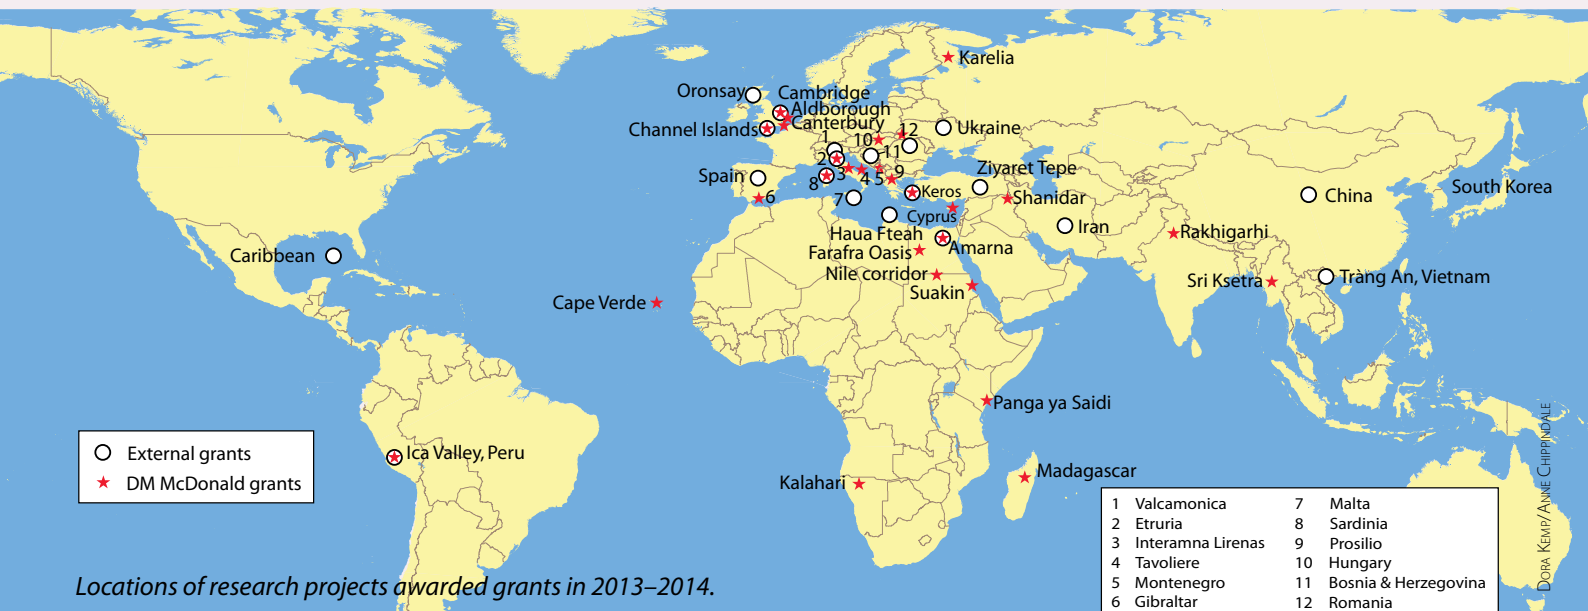 Karelia
Oronsay
Cambridge
Aldborough
Canterbury
Channel Islands
Ukraine
1
10
12
11
2
3
4
5
9
8
7
6
Spain
Ziyaret Tepe
Keros
Shanidar
China
South Korea
Cyprus
Iran
Rakhigarhi
Haua Fteah
Amarna
Farafra Oasis
Caribbean
Nile corridor
Suakin
Sri Ksetra
Tràng An, Vietnam
Cape Verde
Panga ya Saidi
Ica Valley, Peru
Madagascar
Kalahari
External grants
DM McDonald grants
1 Valcamonica
2 Etruria
3 Interamna Lirenas
4 Tavoliere
5 Montenegro
6 Gibraltar
7 Malta
8 Sardinia
9 Prosilio
10 Hungary
11 Bosnia & Herzegovina
12 Romania
Locations of research projects awarded grants in 2013–2014.
DORA KEMP/ANNE CHIPPINDALE